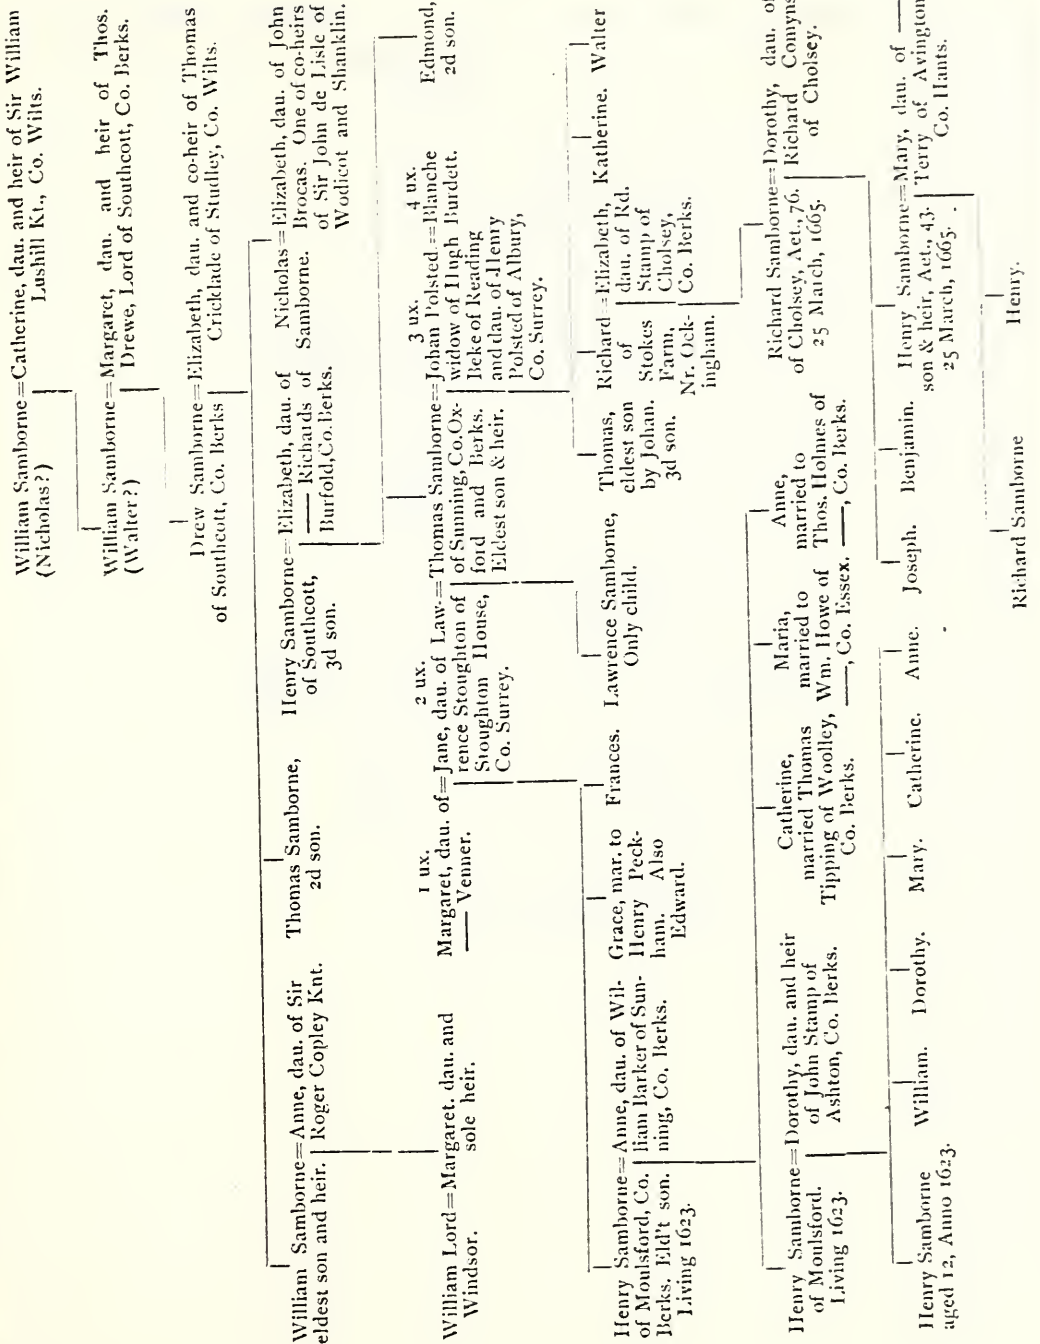 William Samborne=Catherine, dau. and heir of Sir William
(Nicholas?) Lushill Kt., Co. Wilts.
William Samborne=Margaret, dau. and heir of Thos.
(Walter?) Drewe, Lord of Southcott, Co. Berks.
Drew Samborne=Elizabeth, dau. and co-heir of Thomas
of Southcott, Co. Berks Cricklade of Studley, Co. Wilts.
William Samborne=Anne, dau. of Sir
eldest son and heir. Roger Copley Knt.
Thomas Samborne,
2d son.
Henry Samborne=Elizabeth, dau. of
of Southcott, —— Richards of
3d son. Burfold, Co. Berks.
Nicholas=Elizabeth, dau. of John
Samborne. Brocas. One of co-heirs
of Sir John de Lisle of
Wodicot and Shanklin.
William Lord=Margaret. dau. and
Windsor. sole heir.
1 ux.
Margaret, dau. of=
—— Venner.
2 ux.
Jane, dau. of Law-=
rence Stoughton of
Stoughton House,
Co. Surrey.
Thomas Samborne=
of Sunning, Co. Ox-
ford and Berks.
Eldest son & heir.
3 ux. 4 ux.
Johan Polsted.=Blanche
widow of Hugh Burdett.
Beke of Reading
and dau. of Henry
Polsted of Albury,
Co. Surrey.
Edmond,
2d son.
Henry Samborne=Anne, dau. of Wil-
of Moulsford, Co. liam Barker of Sun-
Berks. Eld't son. ning, Co. Berks.
Living 1623.
Grace, mar. to
Henry Peck-
ham. Also
Edward.
Frances.
Lawrence Samborne,
Only child.
Thomas,
eldest son
by Johan.
3d son.
Richard=Elizabeth,
of dau. of Rd.
Stokes Stamp of
Farm, Cholsey,
Nr. Ock- Co. Berks.
ingham.
Katherine. Walter
Henry Samborne=Dorothy, dau. and heir
of Moulsford. of John Stamp of
Living 1623. Ashton, Co. Berks.
Catherine,
married Thomas
Tipping of Woolley,
Co. Berks.
Maria,
married to
Wm. Howe of
——, Co. Essex.
Anne,
married to
Thos. Holmes of
——, Co. Berks.
Richard Samborne=Dorothy, dau. of
of Cholsey, Aet., 76. Richard Comyns
25 March, 1665. of Cholsey.
Henry Samborne
aged 12, Anno 1623.
William. Dorothy. Mary. Catherine. Anne. Joseph. Benjamin.
Henry Samborne=Mary, dau. of ——
son & heir, Aet., 43. Terry of Avington
25 March, 1665. Co. Hants.
Richard Samborne Henry.